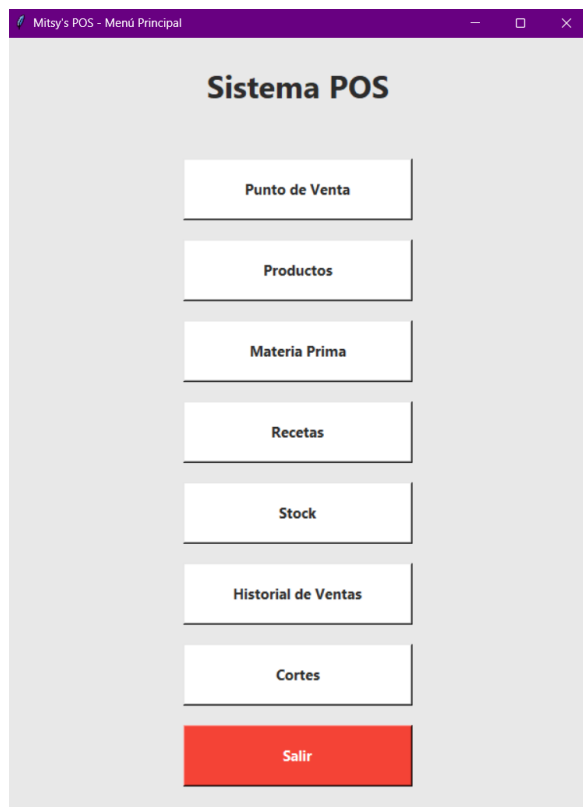 Mitsy's POS - Menú Principal
Sistema POS
Punto de Venta
Productos
Materia Prima
Recetas
Stock
Historial de Ventas
Cortes
Salir